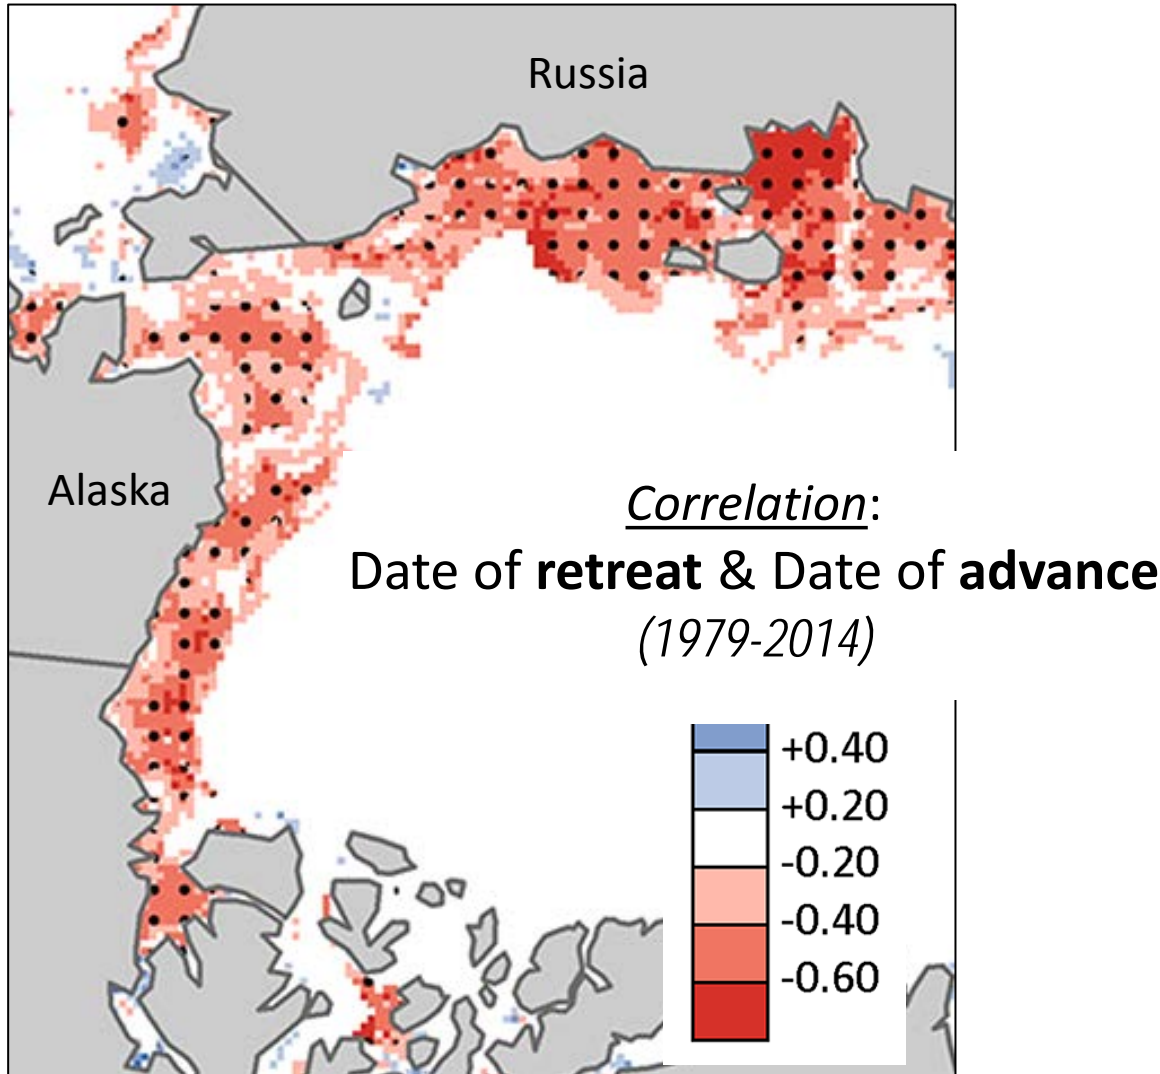 Russia
Alaska
Correlation:
Date of retreat & Date of advance
(1979-2014)
+0.40
+0.20
-0.20
-0.40
-0.60